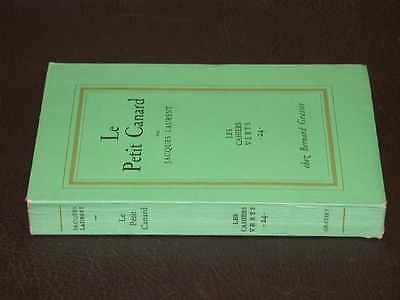 Le
Petit Canard
par
JACQUES LAURENT
LES
CAHIERS
VERTS
-24-
chez Bernard Grasset
JACQUES
LAURENT
Le
Petit
Canard
LES
CAHIERS
VERTS
-24-
GRASSET